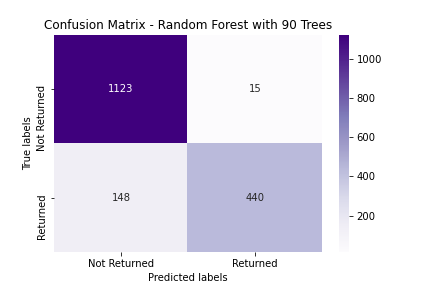 Confusion Matrix - Random Forest with 90 Trees
True labels
Not Returned
Returned
1123
15
148
440
Not Returned
Returned
Predicted labels
1000
800
600
400
200